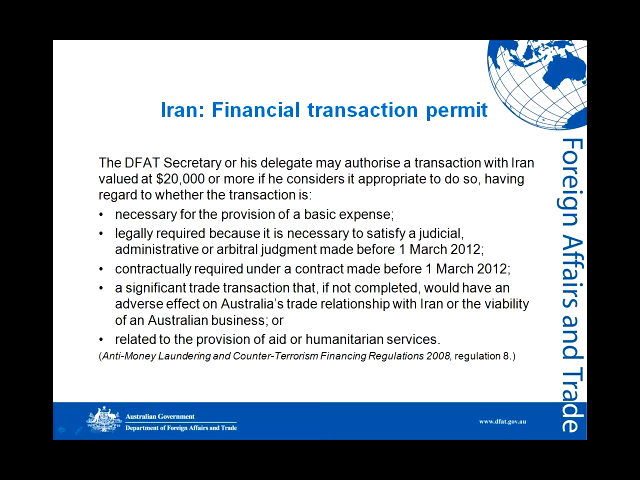 Iran: Financial transaction permit
The DFAT Secretary or his delegate may authorise a transaction with Iran
valued at $20,000 or more if he considers it appropriate to do so, having
regard to whether the transaction is:
• necessary for the provision of a basic expense;
• legally required because it is necessary to satisfy a judicial,
administrative or arbitral judgment made before 1 March 2012;
• contractually required under a contract made before 1 March 2012;
• a significant trade transaction that, if not completed, would have an
adverse effect on Australia's trade relationship with Iran or the viability
of an Australian business; or
• related to the provision of aid or humanitarian services.
(Anti-Money Laundering and Counter-Terrorism Financing Regulations 2008, regulation 8.)
Foreign Affairs and Trade
Australian Government
Department of Foreign Affairs and Trade
www.dfat.gov.au